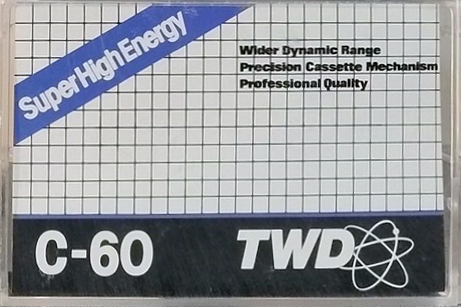 Super High Energy
Wider Dynamic Range
Precision Cassette Mechanism
Professional Quality
C-60
TWD